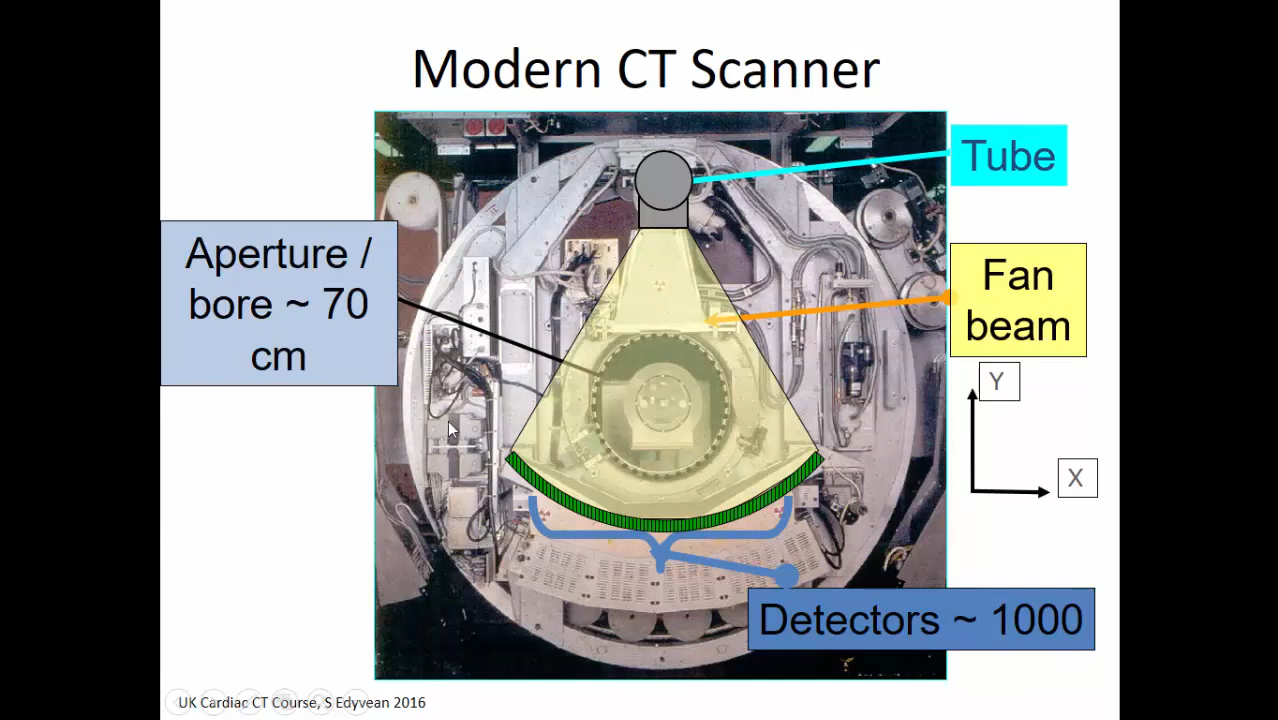 Modern CT Scanner
Tube
Aperture /
bore ~ 70
cm
Fan
beam
Y
X
Detectors ~ 1000
UK Cardiac CT Course, S Edyvean 2016